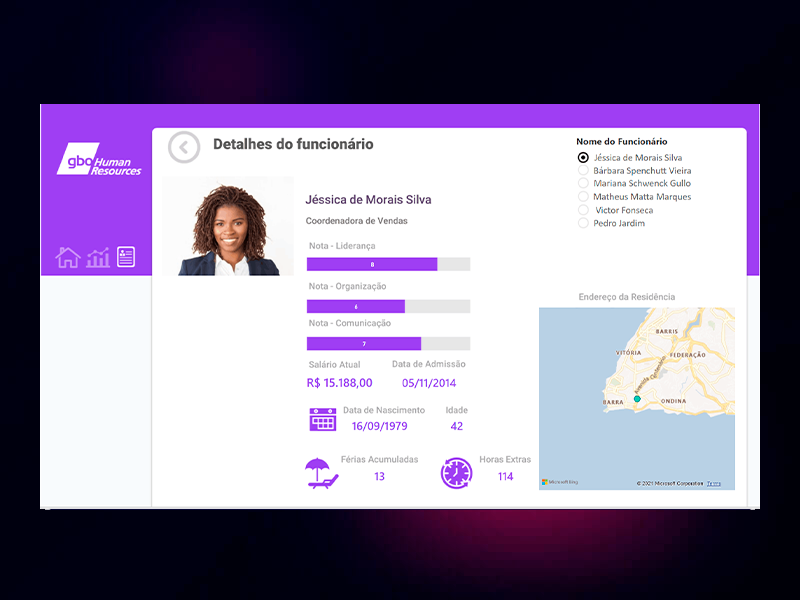 gbo Human
Resources
Detalhes do funcionário
Jéssica de Morais Silva
Coordenadora de Vendas
Nota - Liderança
8
Nota - Organização
6
Nota - Comunicação
7
Salário Atual
Data de Admissão
R$ 15.188,00
05/11/2014
Data de Nascimento
Idade
16/09/1979
42
Férias Acumuladas
Horas Extras
13
114
Nome do Funcionário
Jéssica de Morais Silva
Bárbara Spenchutt Vieira
Mariana Schwenck Gullo
Matheus Matta Marques
Victor Fonseca
Pedro Jardim
Endereço da Residência
BARRIS
VITÓRIA
FEDERAÇÃO
Avenida Centenário
BARRA
ONDINA
Microsoft Bing
© 2021 Microsoft Corporation Terms